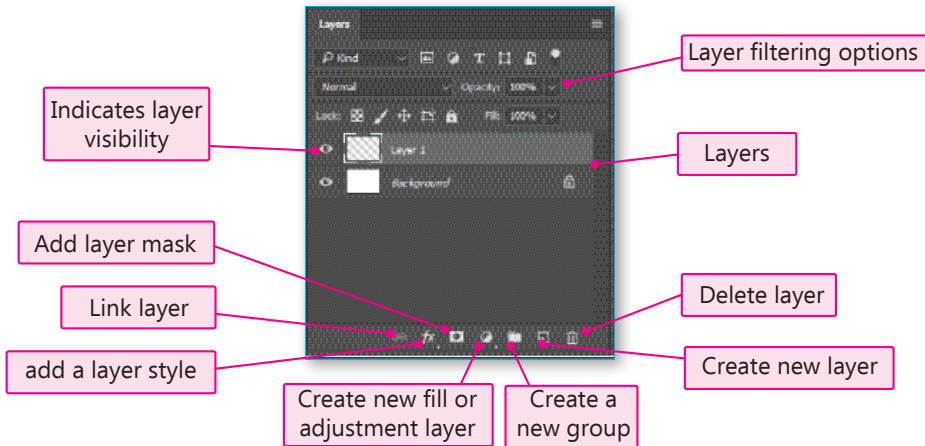 Layers
Kind
T
Normal
Opacity: 100%
Lock:
Fill: 100%
Layer 1
Background
fx
Layer filtering options
Indicates layer
visibility
Layers
Add layer mask
Link layer
add a layer style
Create new fill or
adjustment layer
Create a
new group
Create new layer
Delete layer